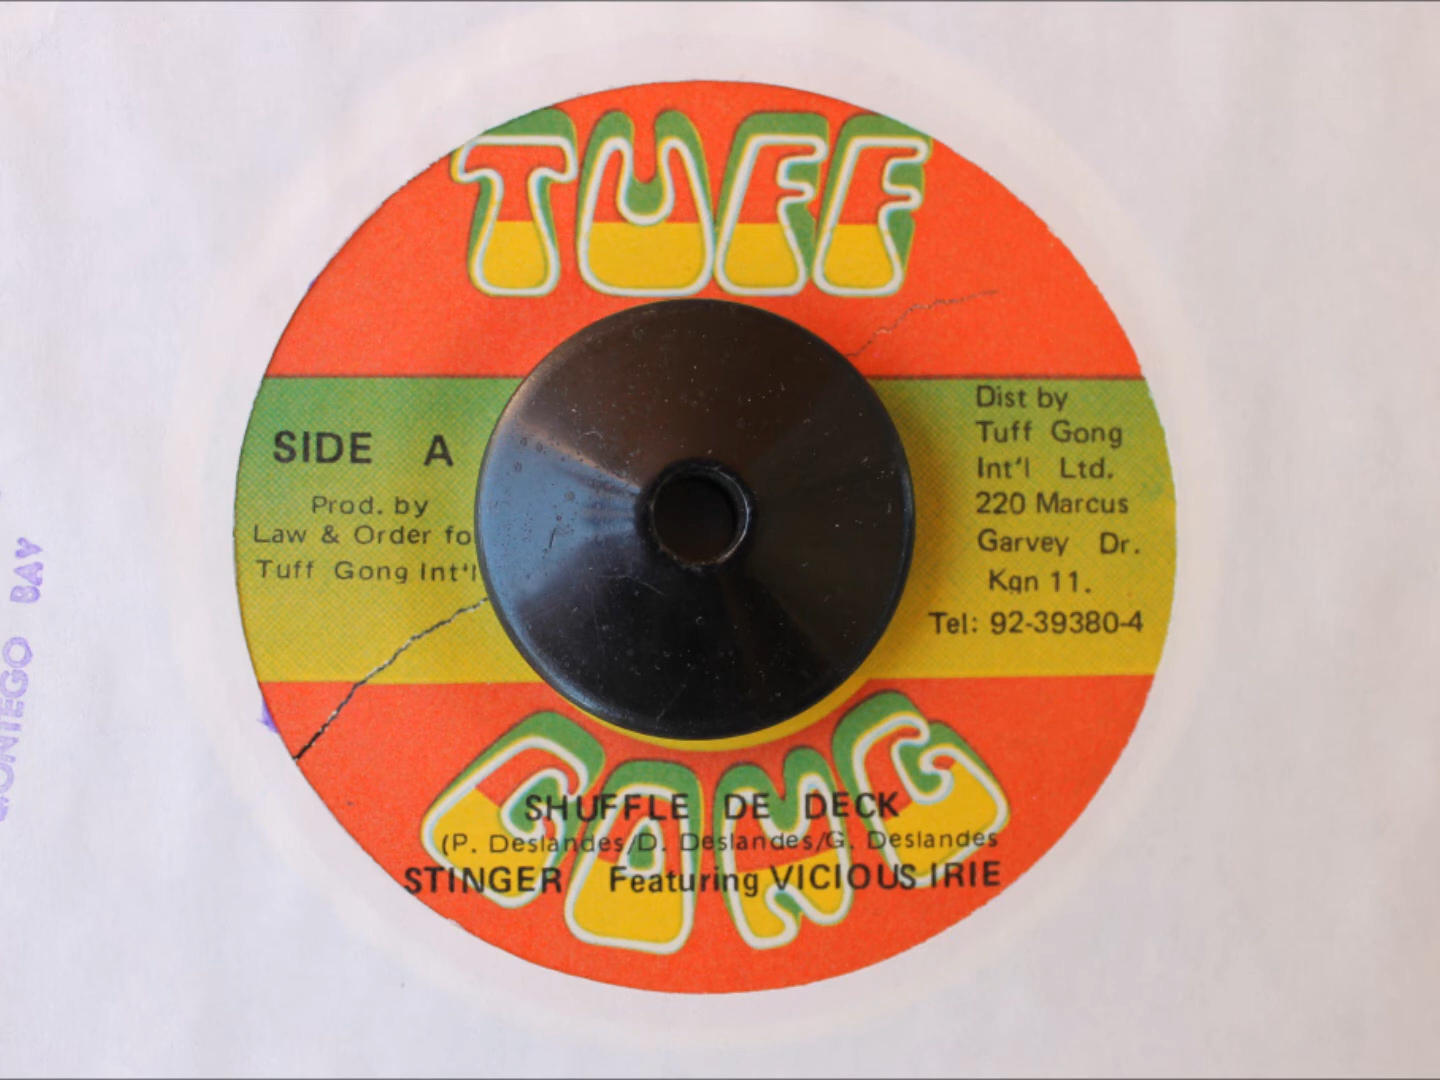 TUFF
SIDE A
Prod. by
Law & Order fo
Tuff Gong Int'l
Dist by
Tuff Gong
Int'l Ltd.
220 Marcus
Garvey Dr.
Kgn 11.
Tel: 92-39380-4
GONG
SHUFFLE DE DECK
(P. Deslandes/D. Deslandes/G. Deslandes
STINGER Featuring VICIOUS IRIE
MONTEGO BAY